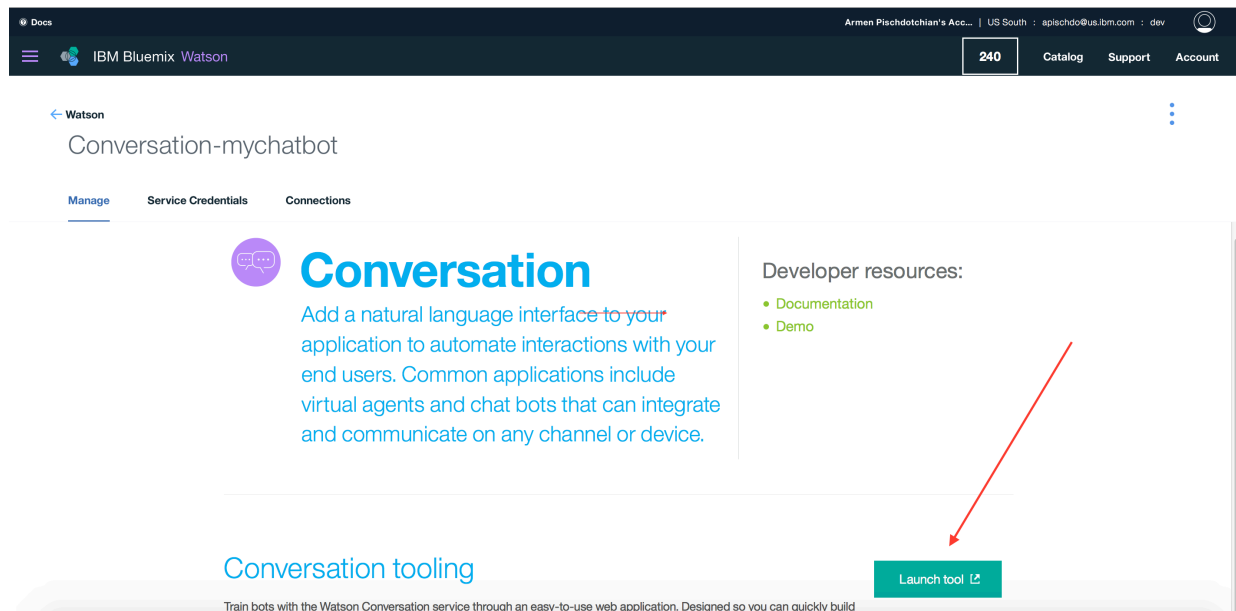 Docs
Armen Pischdotchian's Acc... | US South : apischdo@us.ibm.com : dev
IBM Bluemix Watson
240
Catalog
Support
Account
Watson
Conversation-mychatbot
Manage
Service Credentials
Connections
Conversation
Add a natural language interface to your
application to automate interactions with your
end users. Common applications include
virtual agents and chat bots that can integrate
and communicate on any channel or device.
Developer resources:
• Documentation
• Demo
Conversation tooling
Launch tool
Train bots with the Watson Conversation service through an easy-to-use web application. Designed so you can quickly build